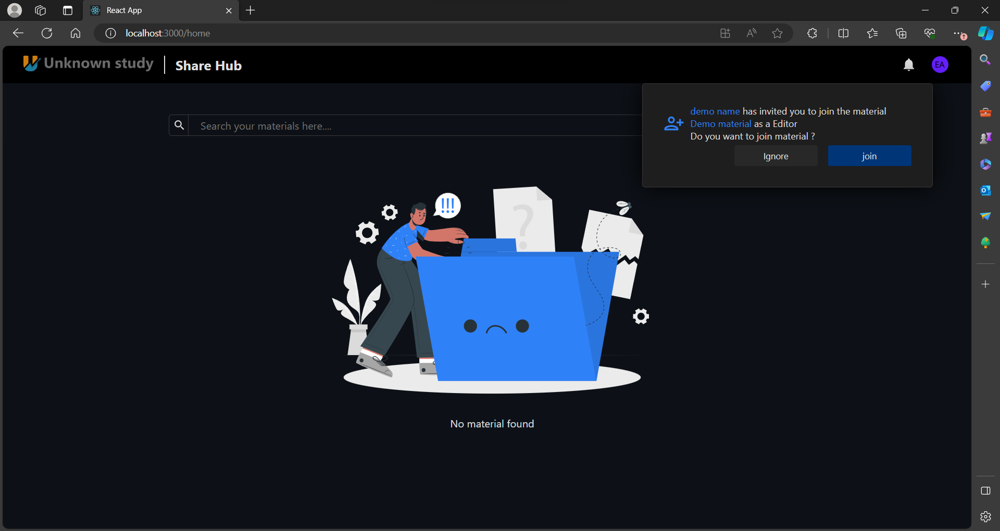 React App
localhost:3000/home
Unknown study
Share Hub
EA
demo name has invited you to join the material
Demo material as a Editor
Do you want to join material ?
Ignore
join
Search your materials here....
!!!
?
No material found